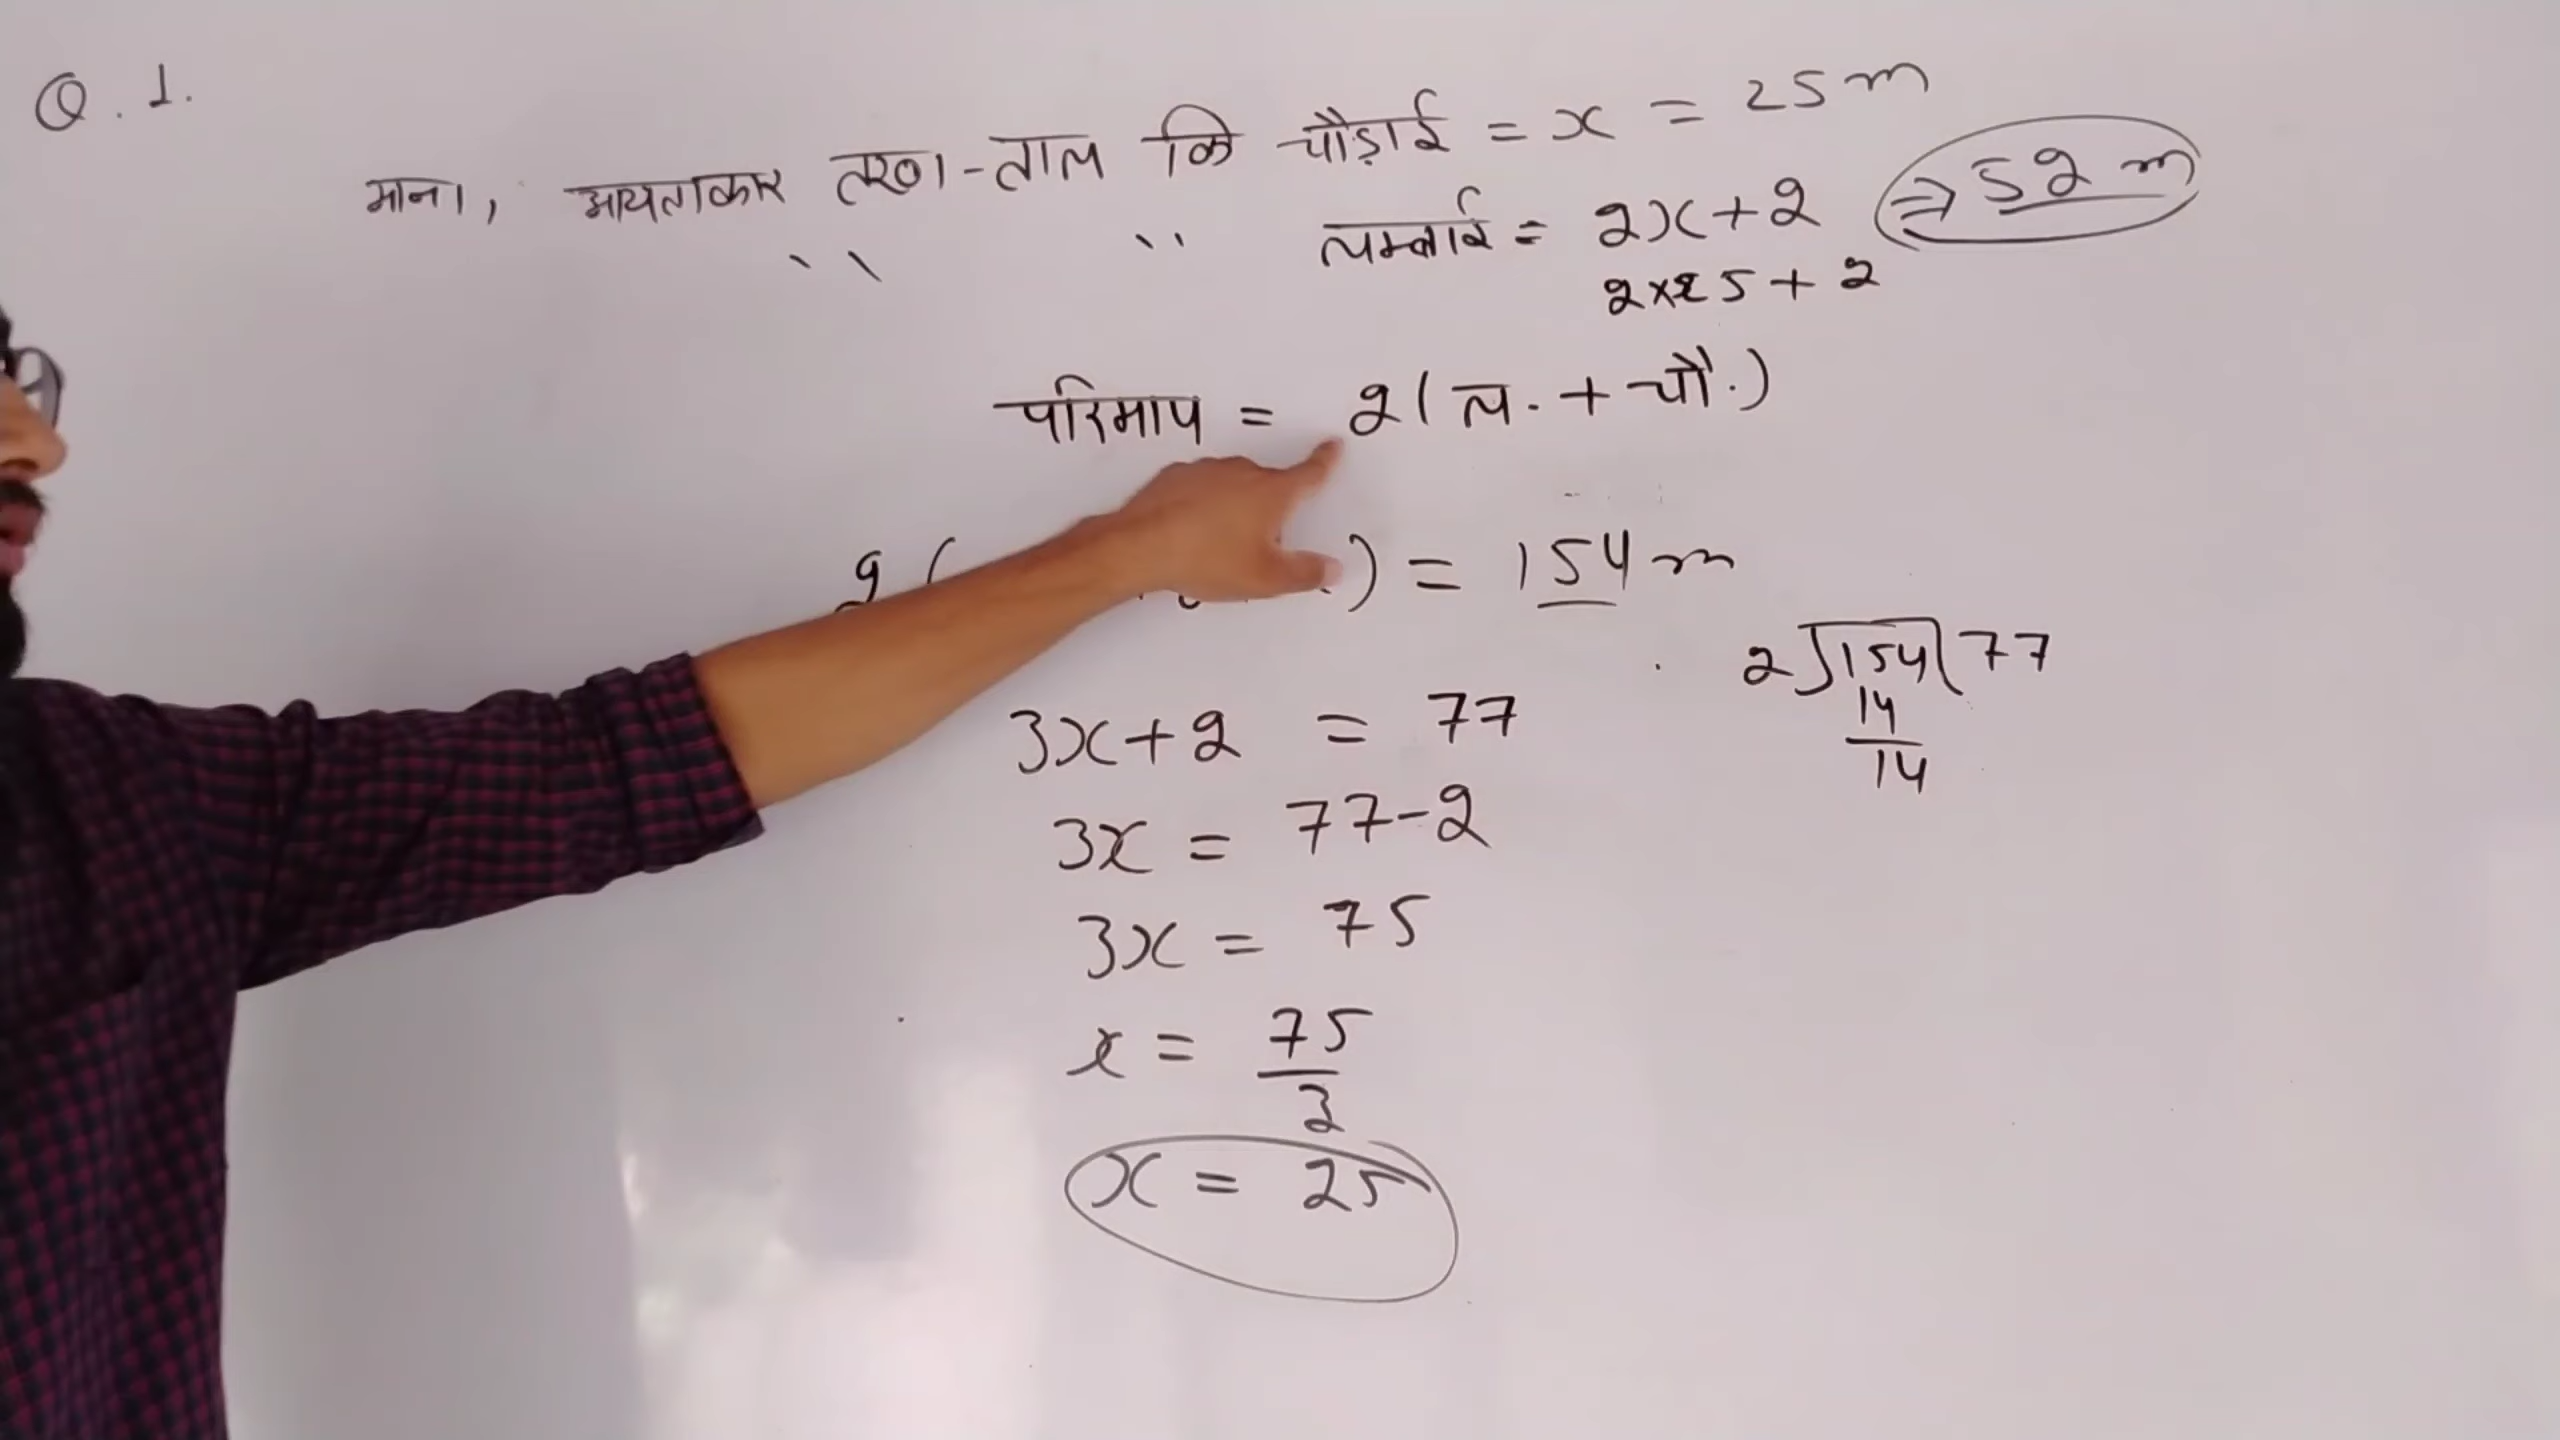 Q. 1.
माना, आयताकार तरण-ताल कि चौड़ाई = x = 25 m
" " लम्बाई = 2x+2 ⇒ 52 m
2×25+2
परिमाप = 2(ल. + चौ.)
2( ) = 154 m
2)154(77
14
14
3x+2 = 77
3x = 77-2
3x = 75
x = 75/3
x = 25